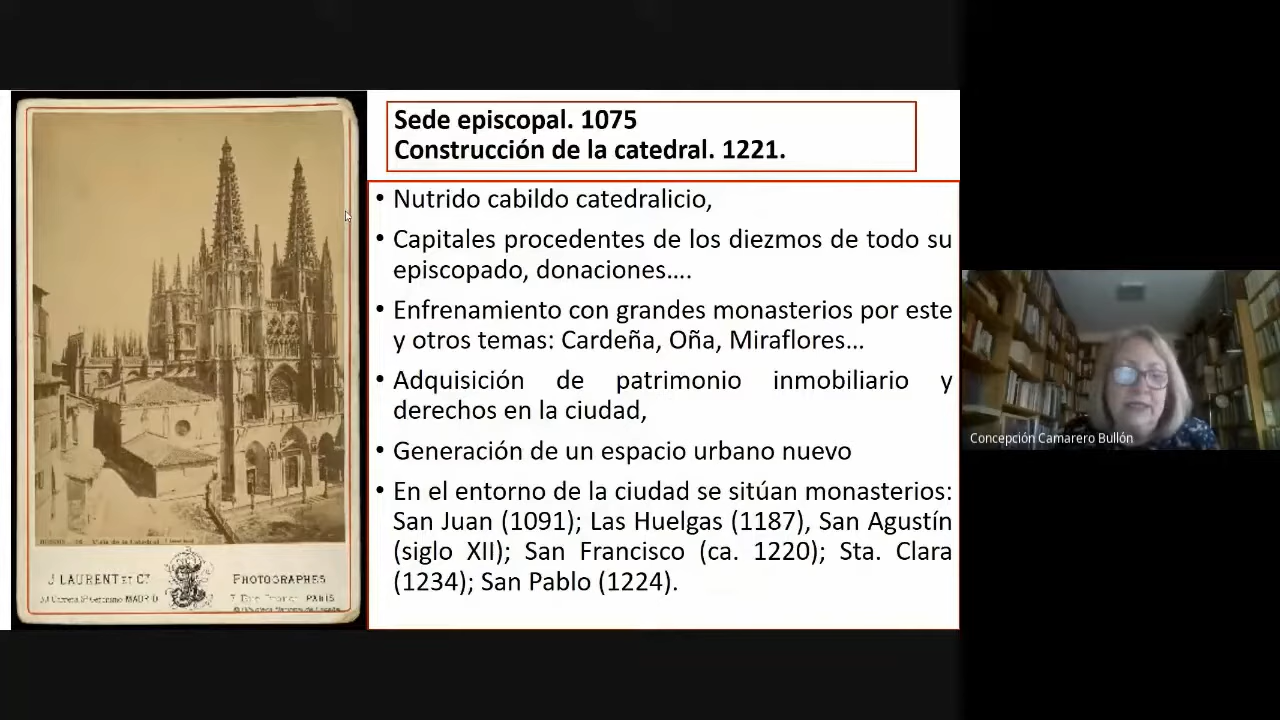 Sede episcopal. 1075
Construcción de la catedral. 1221.
• Nutrido cabildo catedralicio,
• Capitales procedentes de los diezmos de todo su
episcopado, donaciones….
• Enfrenamiento con grandes monasterios por este
y otros temas: Cardeña, Oña, Miraflores…
• Adquisición de patrimonio inmobiliario y
derechos en la ciudad,
• Generación de un espacio urbano nuevo
• En el entorno de la ciudad se sitúan monasterios:
San Juan (1091); Las Huelgas (1187), San Agustín
(siglo XII); San Francisco (ca. 1220); Sta. Clara
(1234); San Pablo (1224).
J. LAURENT ET Cª
PHOTOGRAPHES
MADRID
PARIS
Concepción Camarero Bullón